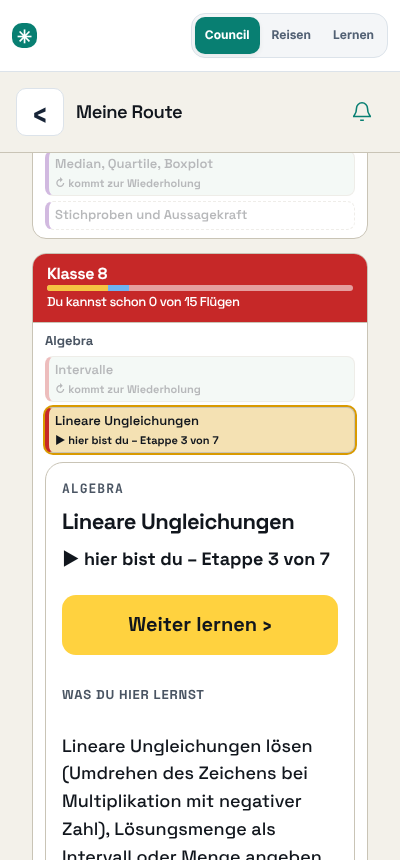 Council Reisen Lernen
< Meine Route
Median, Quartile, Boxplot
↻ kommt zur Wiederholung
Stichproben und Aussagekraft
Klasse 8
Du kannst schon 0 von 15 Flügen
Algebra
Intervalle
↻ kommt zur Wiederholung
Lineare Ungleichungen
▶ hier bist du – Etappe 3 von 7
ALGEBRA
Lineare Ungleichungen
▶ hier bist du – Etappe 3 von 7
Weiter lernen >
WAS DU HIER LERNST
Lineare Ungleichungen lösen
(Umdrehen des Zeichens bei
Multiplikation mit negativer
Zahl), Lösungsmenge als
Intervall oder Menge angeben